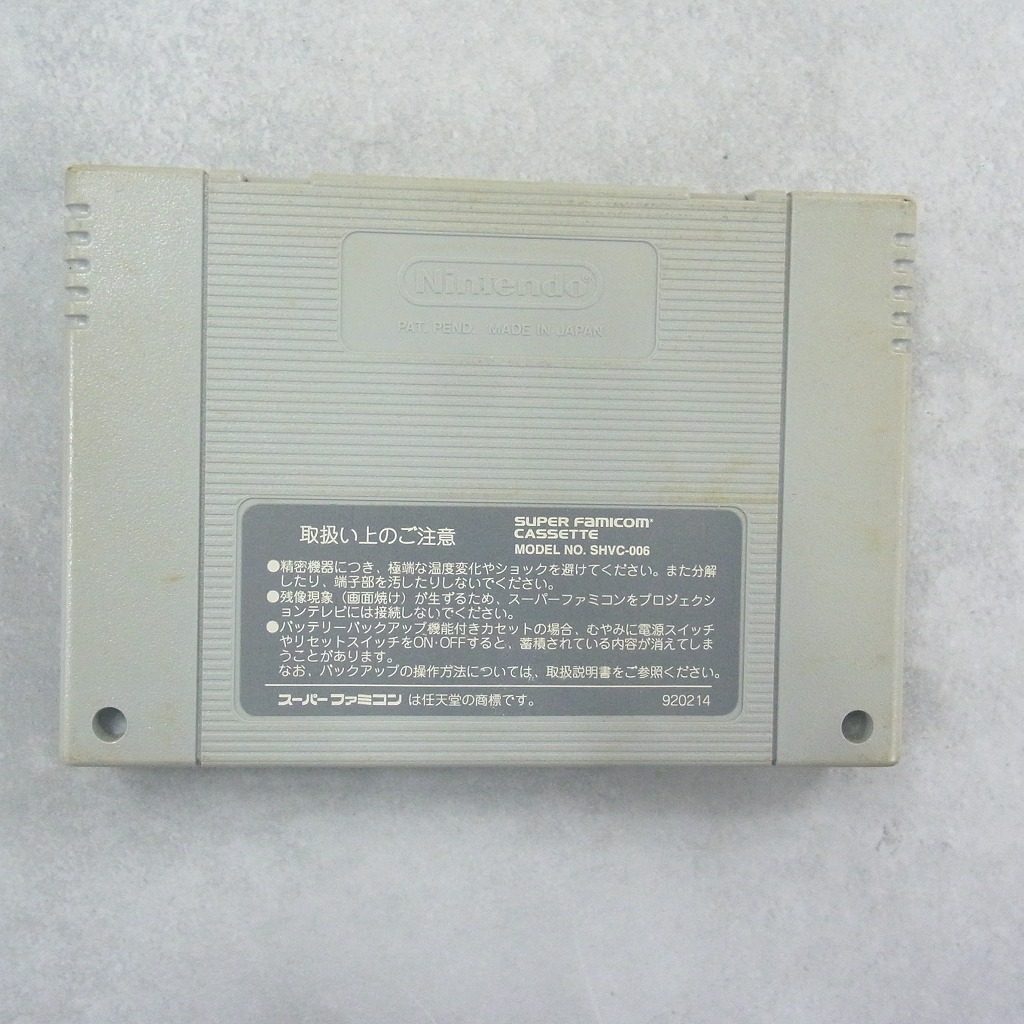 Nintendo®
PAT. PEND. MADE IN JAPAN
取扱い上のご注意
SUPER FAMICOM®
CASSETTE
MODEL NO. SHVC-006
●精密機器につき、極端な温度変化やショックを避けてください。また分解
したり、端子部を汚したりしないでください。
●残像現象（画面焼け）が生ずるため、スーパーファミコンをプロジェクシ
ョンテレビには接続しないでください。
●バッテリーバックアップ機能付きカセットの場合、むやみに電源スイッチ
やリセットスイッチをON・OFFすると、蓄積されている内容が消えてしま
うことがあります。
なお、バックアップの操作方法については、取扱説明書をご参照ください。
スーパーファミコン は任天堂の商標です。
920214